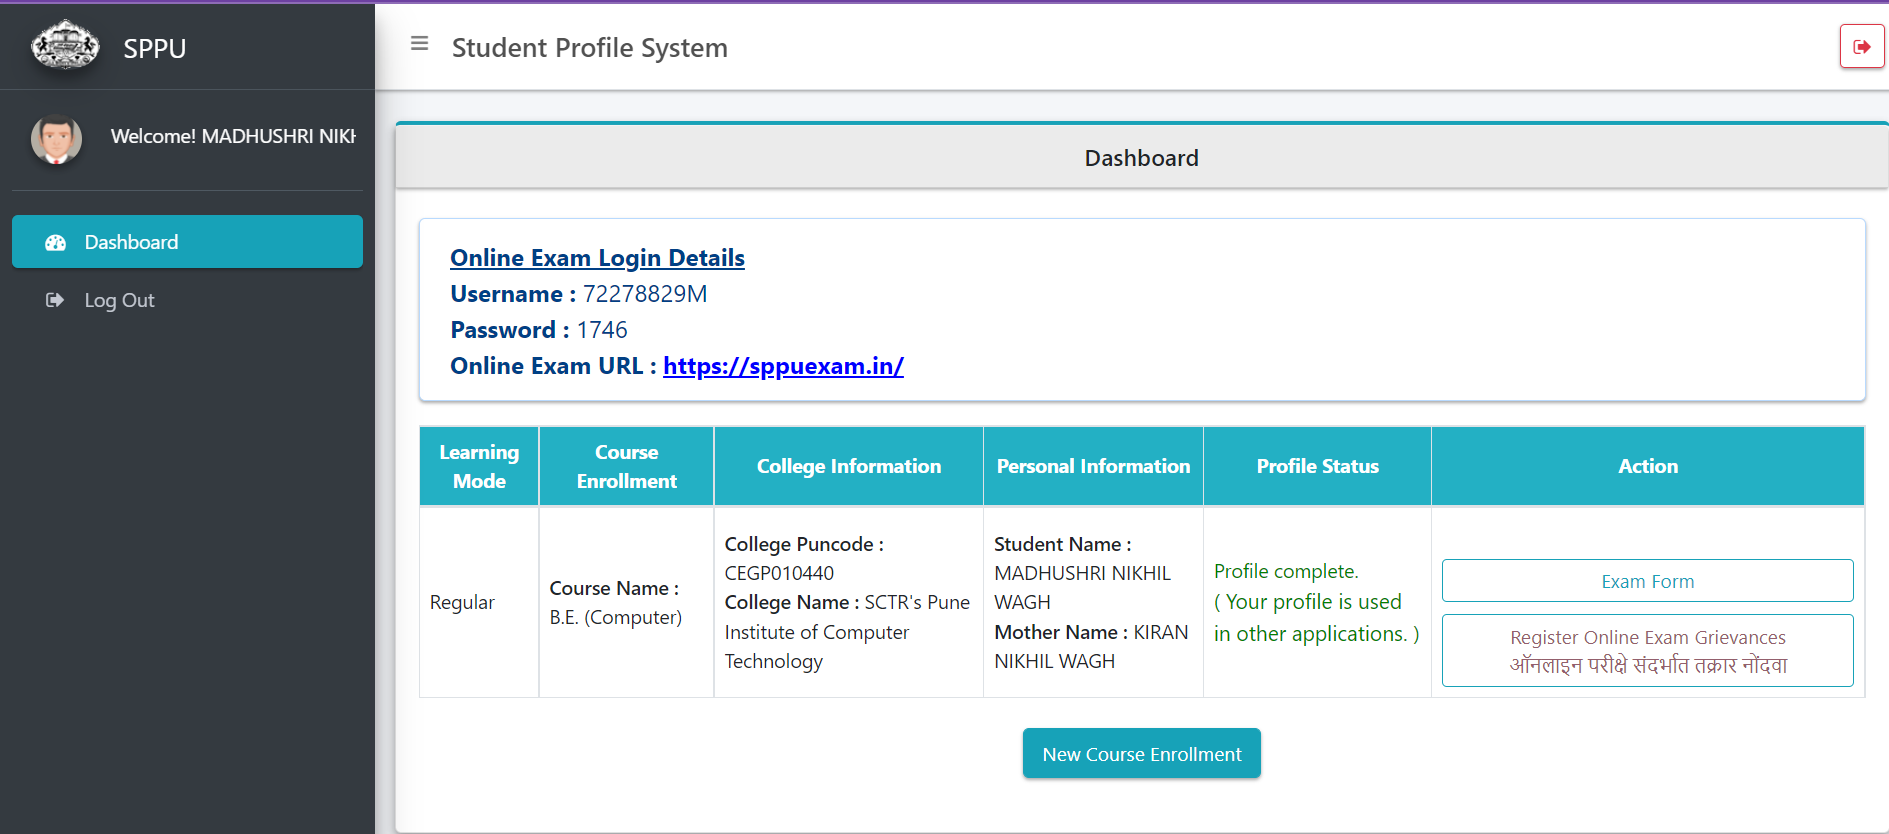 SPPU
Student Profile System
Welcome! MADHUSHRI
Dashboard
Log Out
Dashboard
Online Exam Login Details
Username : 72278829M
Password : 1746
Online Exam URL : https://sppuexam.in/
Learning
Mode
Course
Enrollment
College Information
Personal Information
Profile Status
Action
Regular
Course Name :
B.E. (Computer)
College Puncode :
CEGP010440
College Name : SCTR's Pune
Institute of Computer
Technology
Student Name :
MADHUSHRI NIKHIL
WAGH
Mother Name : KIRAN
NIKHIL WAGH
Profile complete.
( Your profile is used
in other applications. )
Exam Form
Register Online Exam Grievances
ऑनलाइन परीक्षे संदर्भात तक्रार नोंदवा
New Course Enrollment